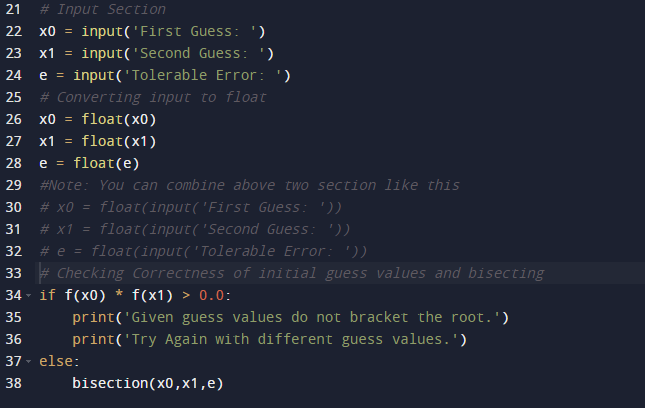 21 # Input Section
22 x0 = input('First Guess: ')
23 x1 = input('Second Guess: ')
24 e = input('Tolerable Error: ')
25 # Converting input to float
26 x0 = float(x0)
27 x1 = float(x1)
28 e = float(e)
29 #Note: You can combine above two section like this
30 # x0 = float(input('First Guess: '))
31 # x1 = float(input('Second Guess: '))
32 # e = float(input('Tolerable Error: '))
33 # Checking Correctness of initial guess values and bisecting
34 if f(x0) * f(x1) > 0.0:
35     print('Given guess values do not bracket the root.')
36     print('Try Again with different guess values.')
37 else:
38     bisection(x0,x1,e)